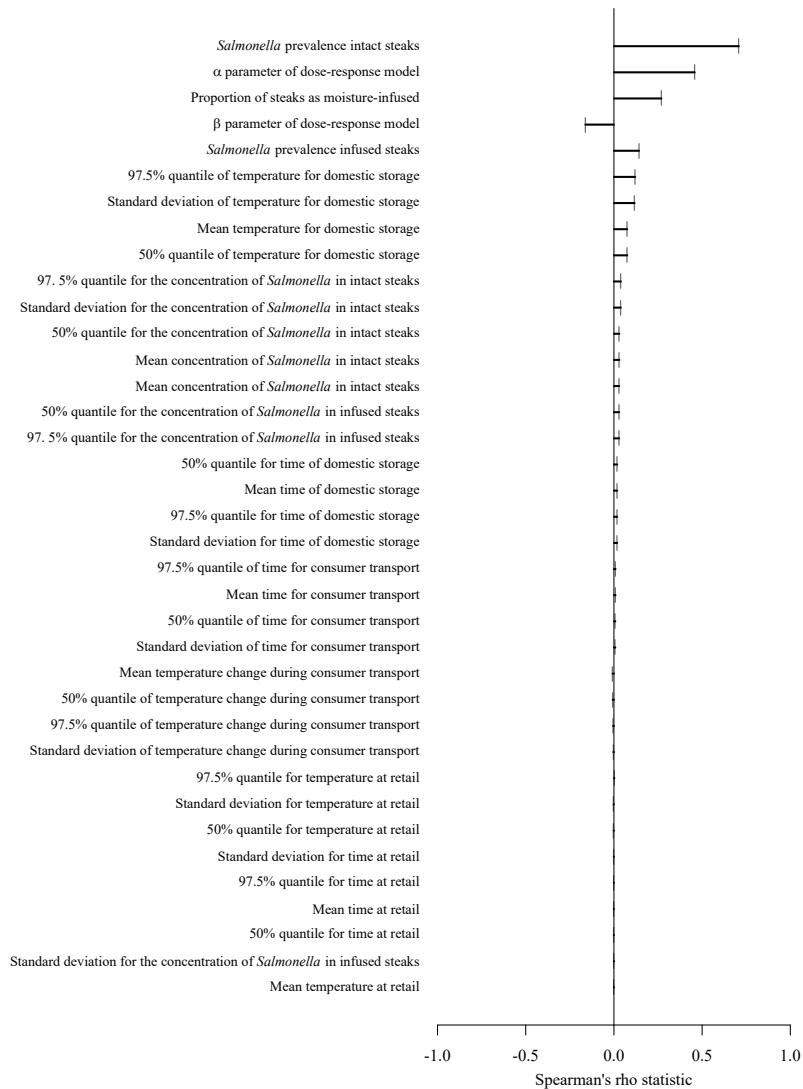 Salmonella prevalence intact steaks
α parameter of dose-response model
Proportion of steaks as moisture-infused
β parameter of dose-response model
Salmonella prevalence infused steaks
97.5% quantile of temperature for domestic storage
Standard deviation of temperature for domestic storage
Mean temperature for domestic storage
50% quantile of temperature for domestic storage
97. 5% quantile for the concentration of Salmonella in intact steaks
Standard deviation for the concentration of Salmonella in intact steaks
50% quantile for the concentration of Salmonella in intact steaks
Mean concentration of Salmonella in intact steaks
Mean concentration of Salmonella in intact steaks
50% quantile for the concentration of Salmonella in infused steaks
97. 5% quantile for the concentration of Salmonella in infused steaks
50% quantile for time of domestic storage
Mean time of domestic storage
97.5% quantile for time of domestic storage
Standard deviation for time of domestic storage
97.5% quantile of time for consumer transport
Mean time for consumer transport
50% quantile of time for consumer transport
Standard deviation of time for consumer transport
Mean temperature change during consumer transport
50% quantile of temperature change during consumer transport
97.5% quantile of temperature change during consumer transport
Standard deviation of temperature change during consumer transport
97.5% quantile for temperature at retail
Standard deviation for temperature at retail
50% quantile for temperature at retail
Standard deviation for time at retail
97.5% quantile for time at retail
Mean time at retail
50% quantile for time at retail
Standard deviation for the concentration of Salmonella in infused steaks
Mean temperature at retail
-1.0 -0.5 0.0 0.5 1.0
Spearman's rho statistic